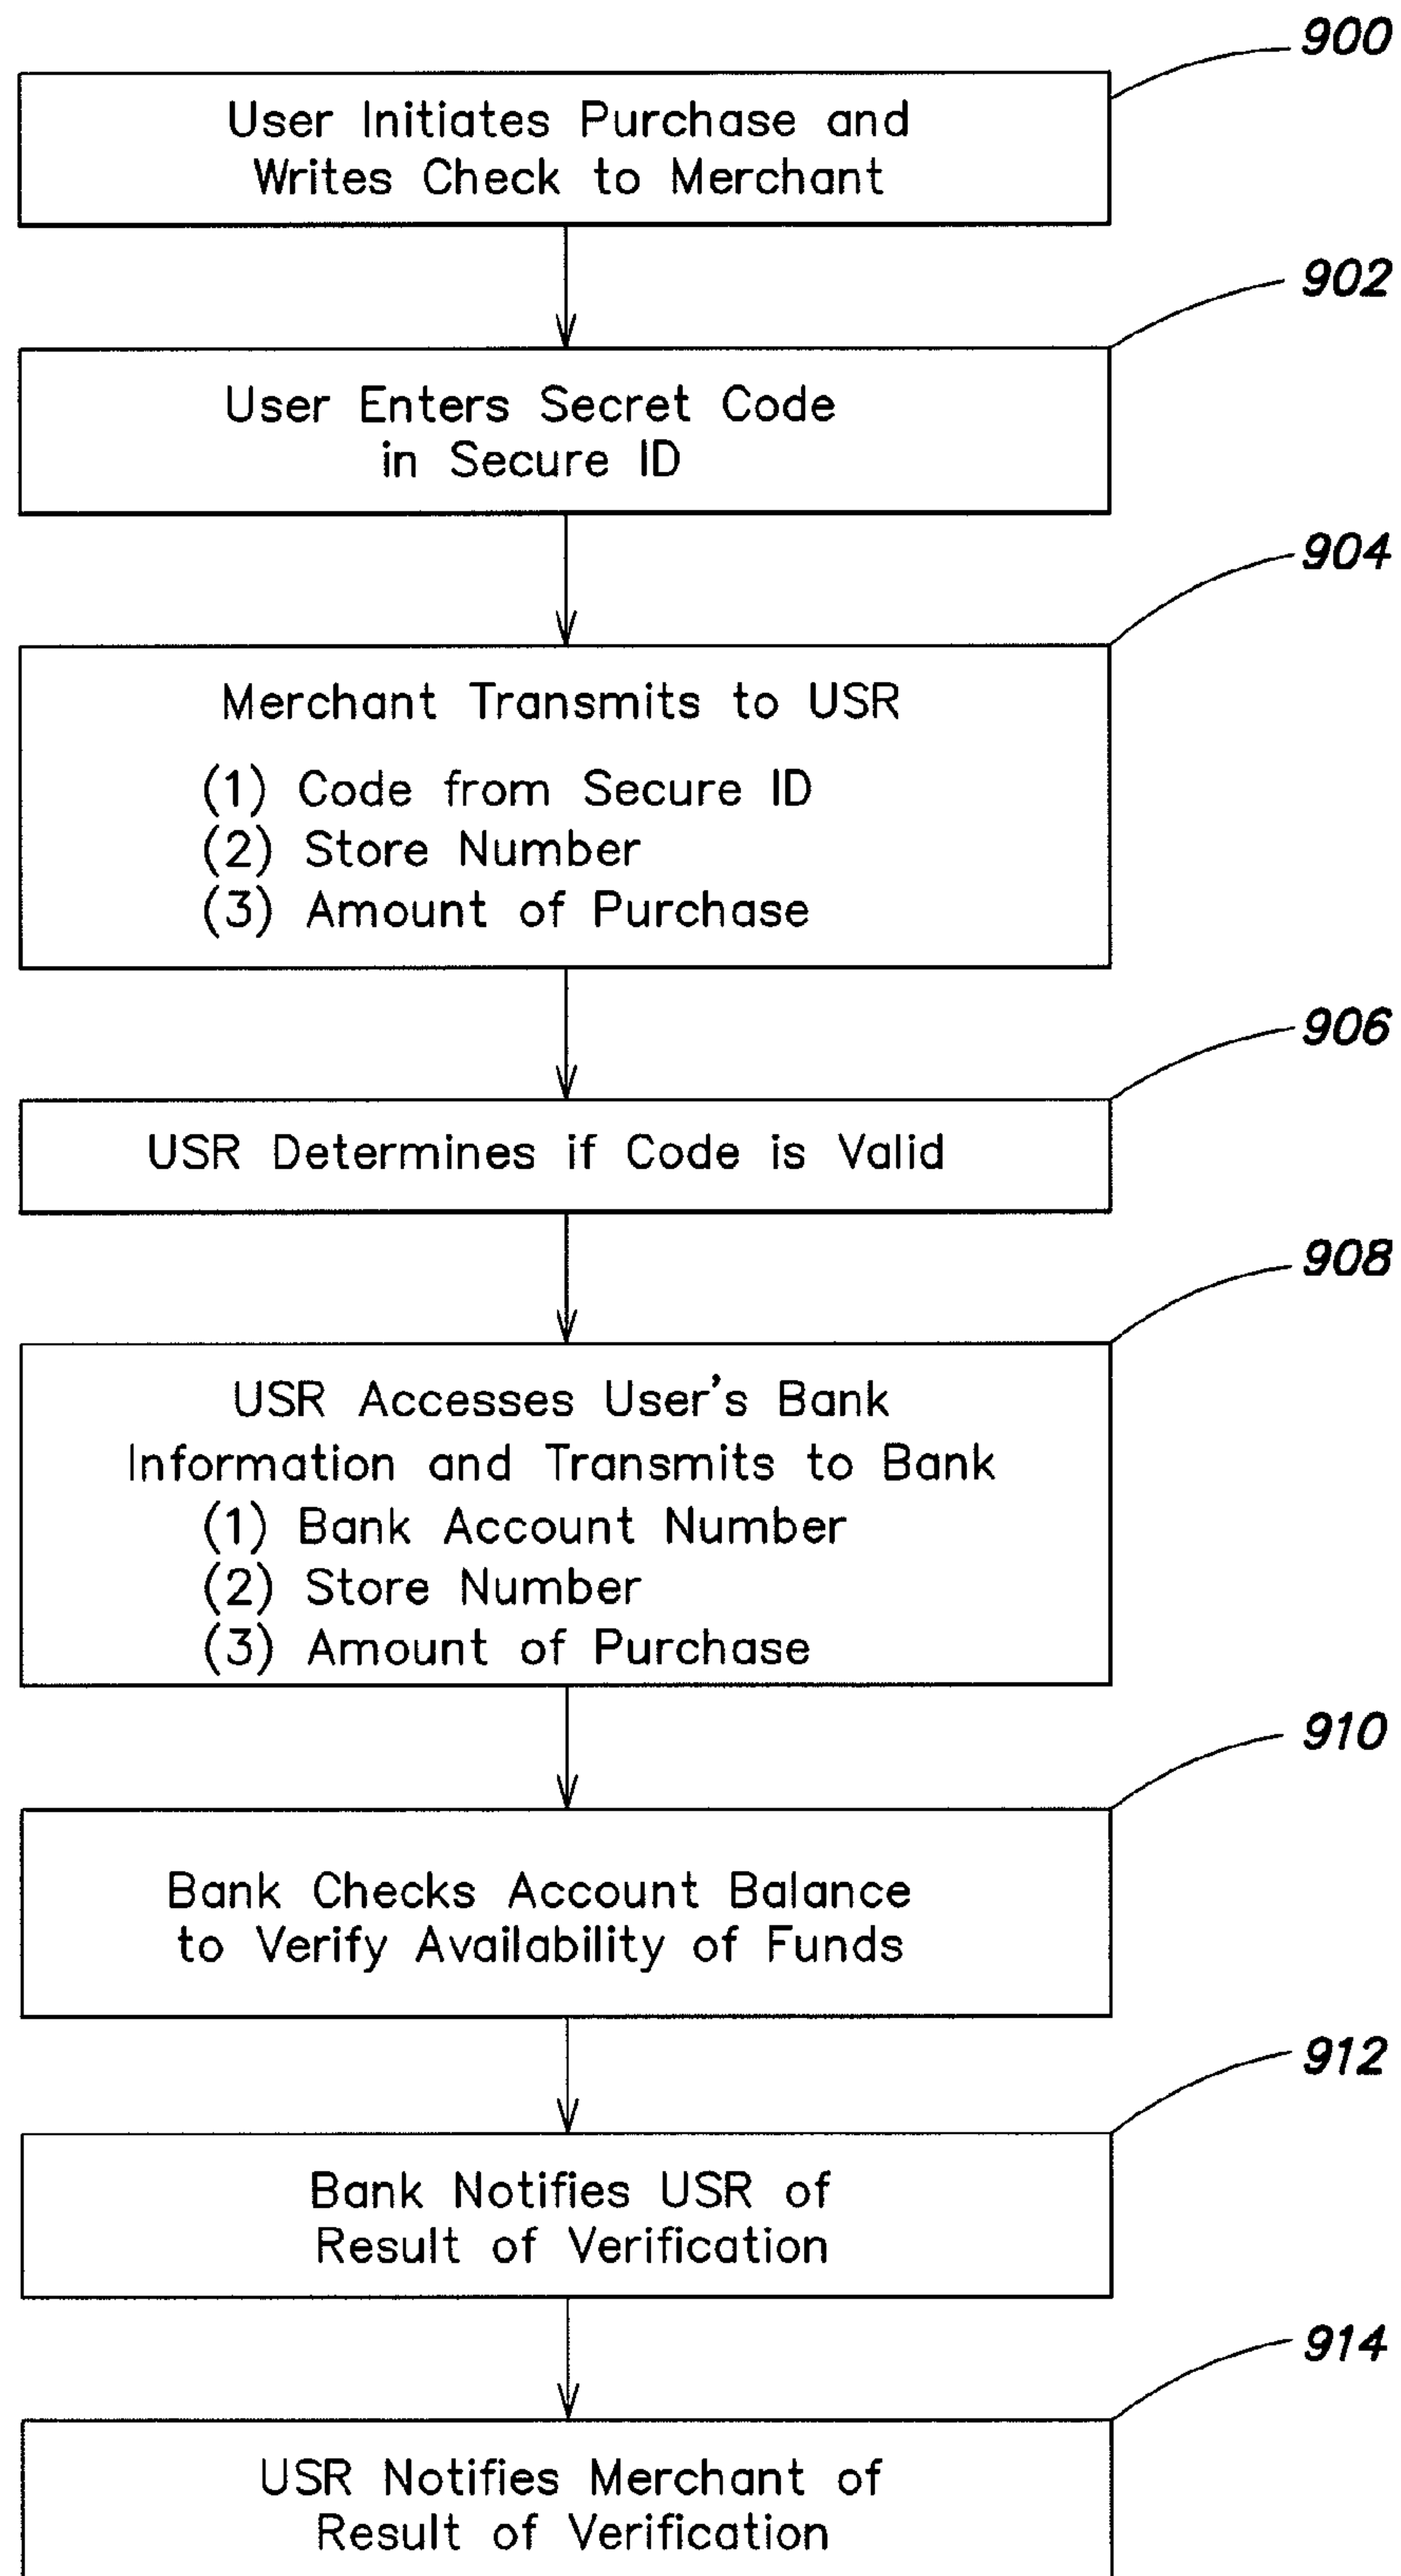 900
User Initiates Purchase and
Writes Check to Merchant
902
User Enters Secret Code
in Secure ID
904
Merchant Transmits to USR
(1) Code from Secure ID
(2) Store Number
(3) Amount of Purchase
906
USR Determines if Code is Valid
908
USR Accesses User's Bank
Information and Transmits to Bank
(1) Bank Account Number
(2) Store Number
(3) Amount of Purchase
910
Bank Checks Account Balance
to Verify Availability of Funds
912
Bank Notifies USR of
Result of Verification
914
USR Notifies Merchant of
Result of Verification